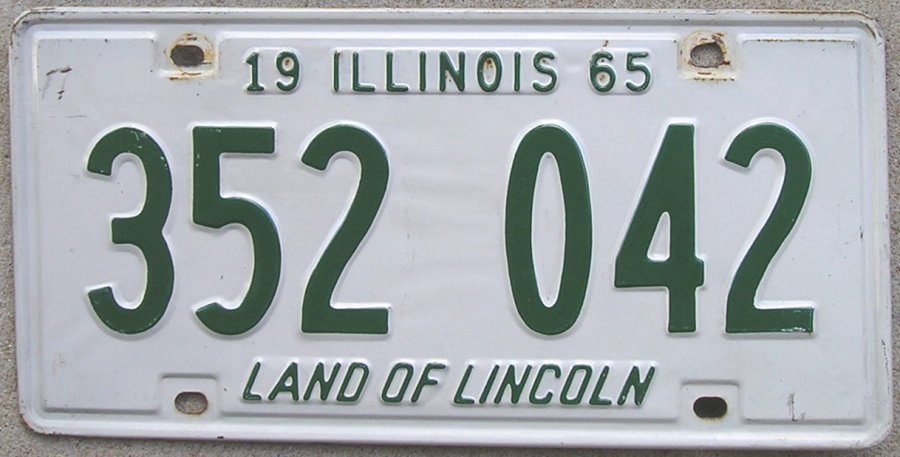 19 ILLINOIS 65
352 042
LAND OF LINCOLN